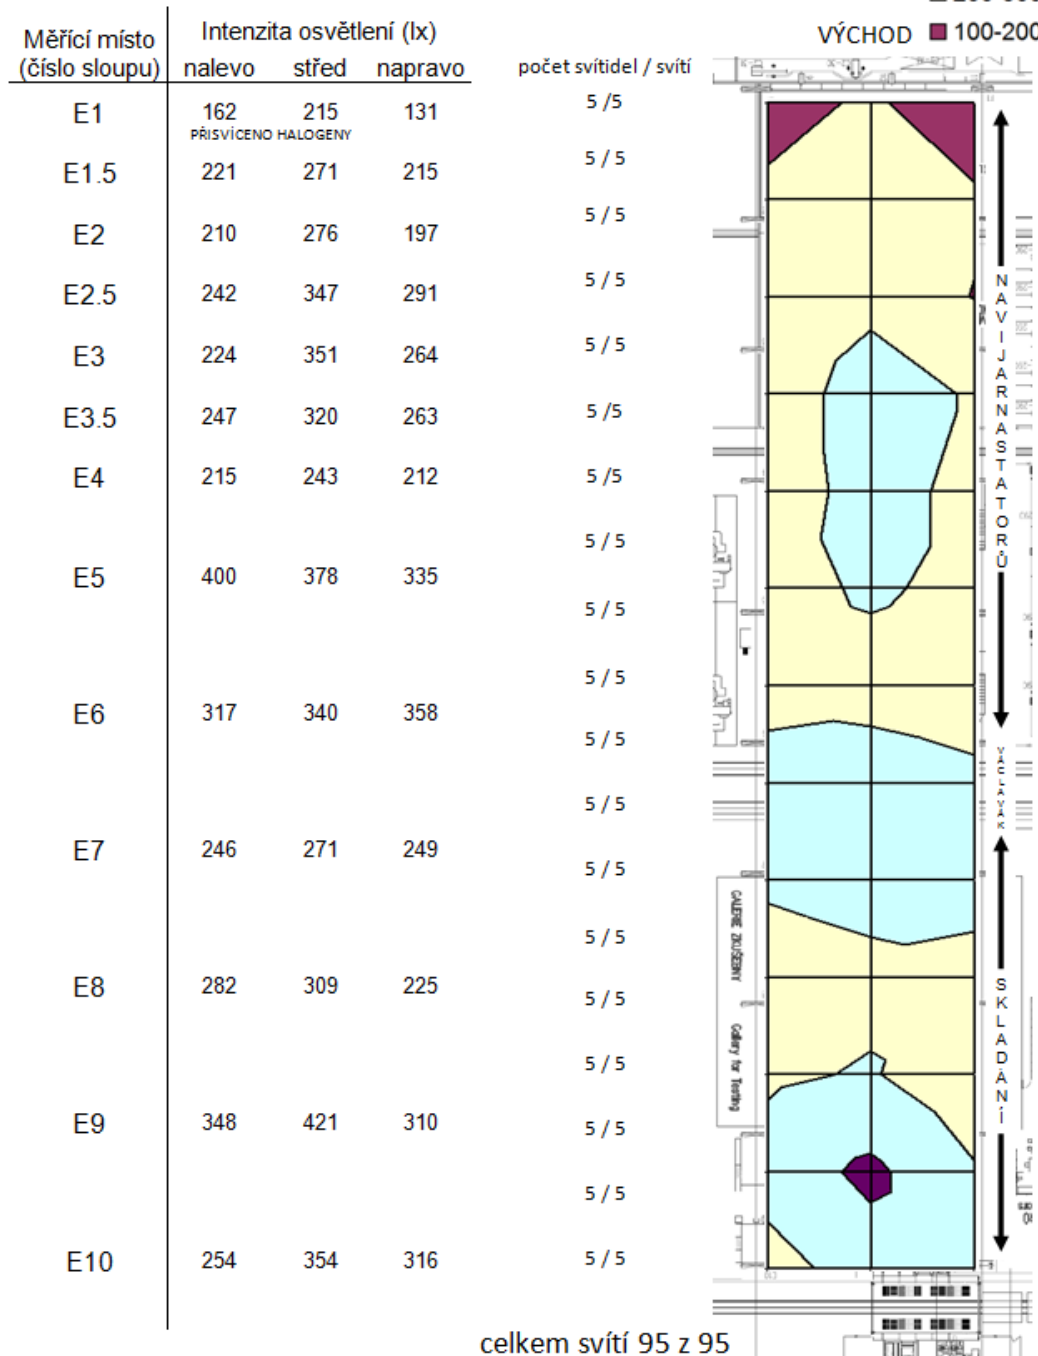 VÝCHOD 100-200
Měřící místo Intenzita osvětlení (lx)
(číslo sloupu) nalevo střed napravo počet svítidel / svítí
E1 162 215 131 5 /5
PŘISVÍCENO HALOGENY
E1.5 221 271 215 5 / 5
E2 210 276 197 5 / 5
E2.5 242 347 291 5 / 5
E3 224 351 264 5 / 5
E3.5 247 320 263 5 /5
E4 215 243 212 5 /5
5 / 5
E5 400 378 335
5 / 5
5 / 5
E6 317 340 358
5 / 5
5 / 5
E7 246 271 249
5 / 5
5 / 5
E8 282 309 225 5 / 5
5 / 5
E9 348 421 310 5 / 5
5 / 5
E10 254 354 316 5 / 5
celkem svítí 95 z 95
NAVIJARNA STATORŮ
VÁCLAVÁK
SKLADÁNÍ
GALERIE ZKUŠEBNY
Gallery for Testing